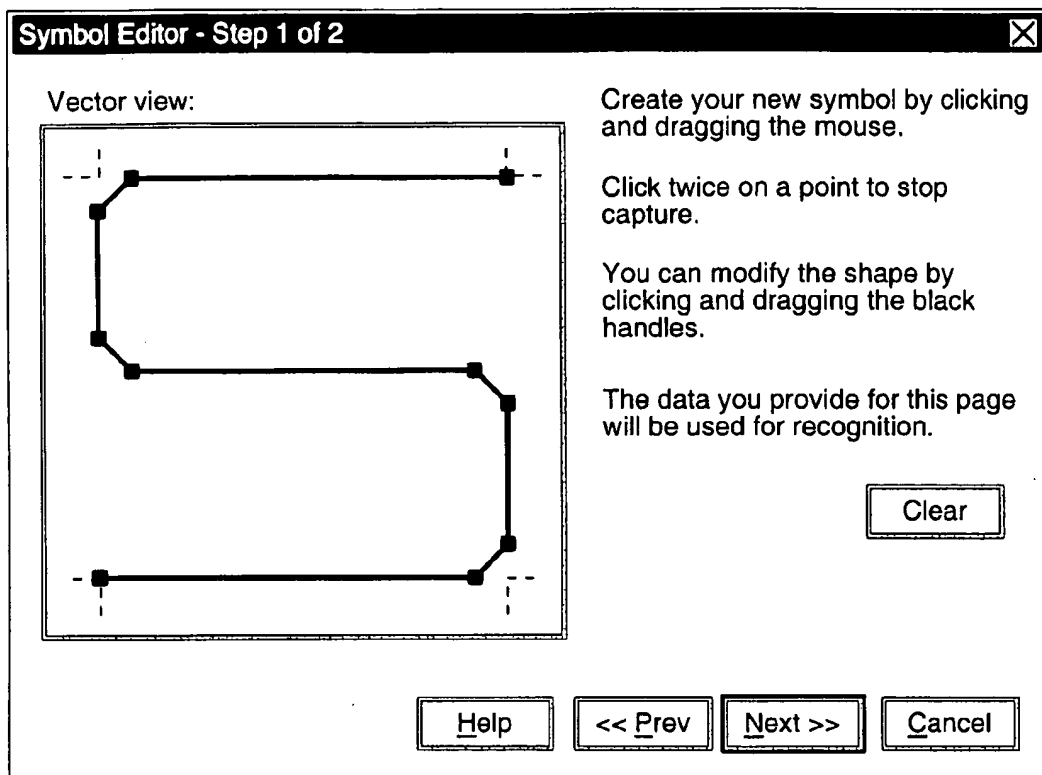 Symbol Editor - Step 1 of 2
Vector view:
Create your new symbol by clicking
and dragging the mouse.
Click twice on a point to stop
capture.
You can modify the shape by
clicking and dragging the black
handles.
The data you provide for this page
will be used for recognition.
Clear
Help
<< Prev
Next >>
Cancel